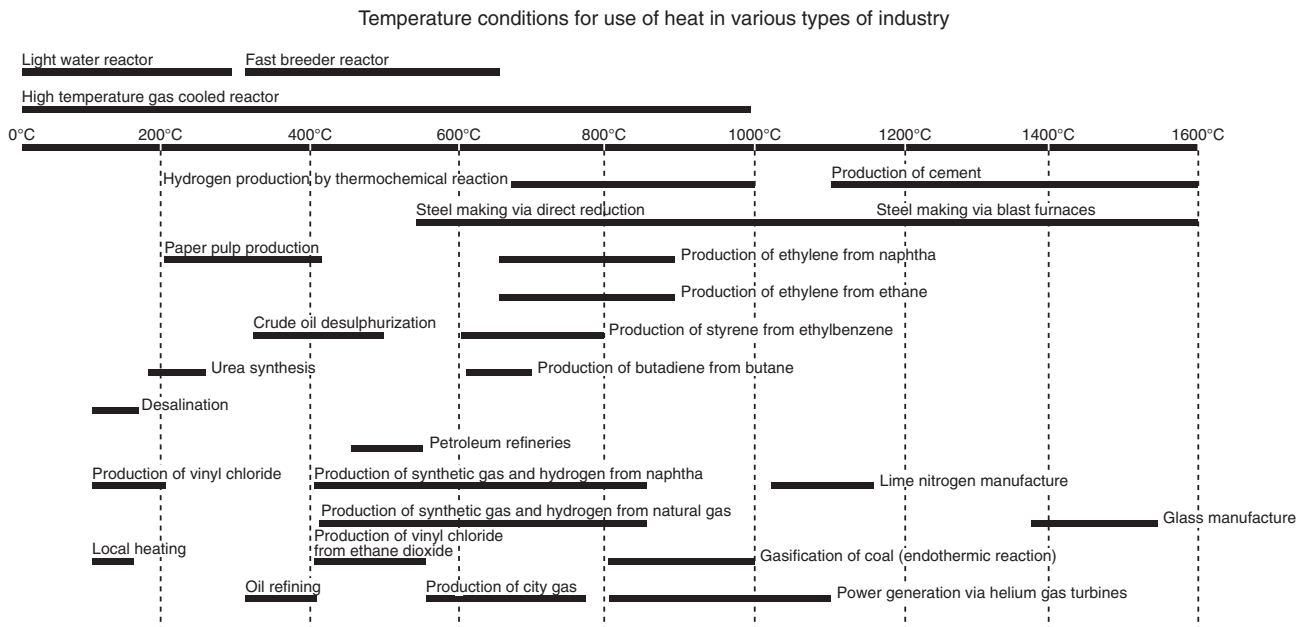 Temperature conditions for use of heat in various types of industry
Light water reactor
Fast breeder reactor
High temperature gas cooled reactor
0°C
200°C
400°C
600°C
800°C
1000°C
1200°C
1400°C
1600°C
Hydrogen production by thermochemical reaction
Production of cement
Steel making via direct reduction
Steel making via blast furnaces
Paper pulp production
Production of ethylene from naphtha
Production of ethylene from ethane
Crude oil desulphurization
Production of styrene from ethylbenzene
Urea synthesis
Production of butadiene from butane
Desalination
Petroleum refineries
Production of vinyl chloride
Production of synthetic gas and hydrogen from naphtha
Lime nitrogen manufacture
Production of synthetic gas and hydrogen from natural gas
Glass manufacture
Local heating
Production of vinyl chloride
from ethane dioxide
Gasification of coal (endothermic reaction)
Oil refining
Production of city gas
Power generation via helium gas turbines